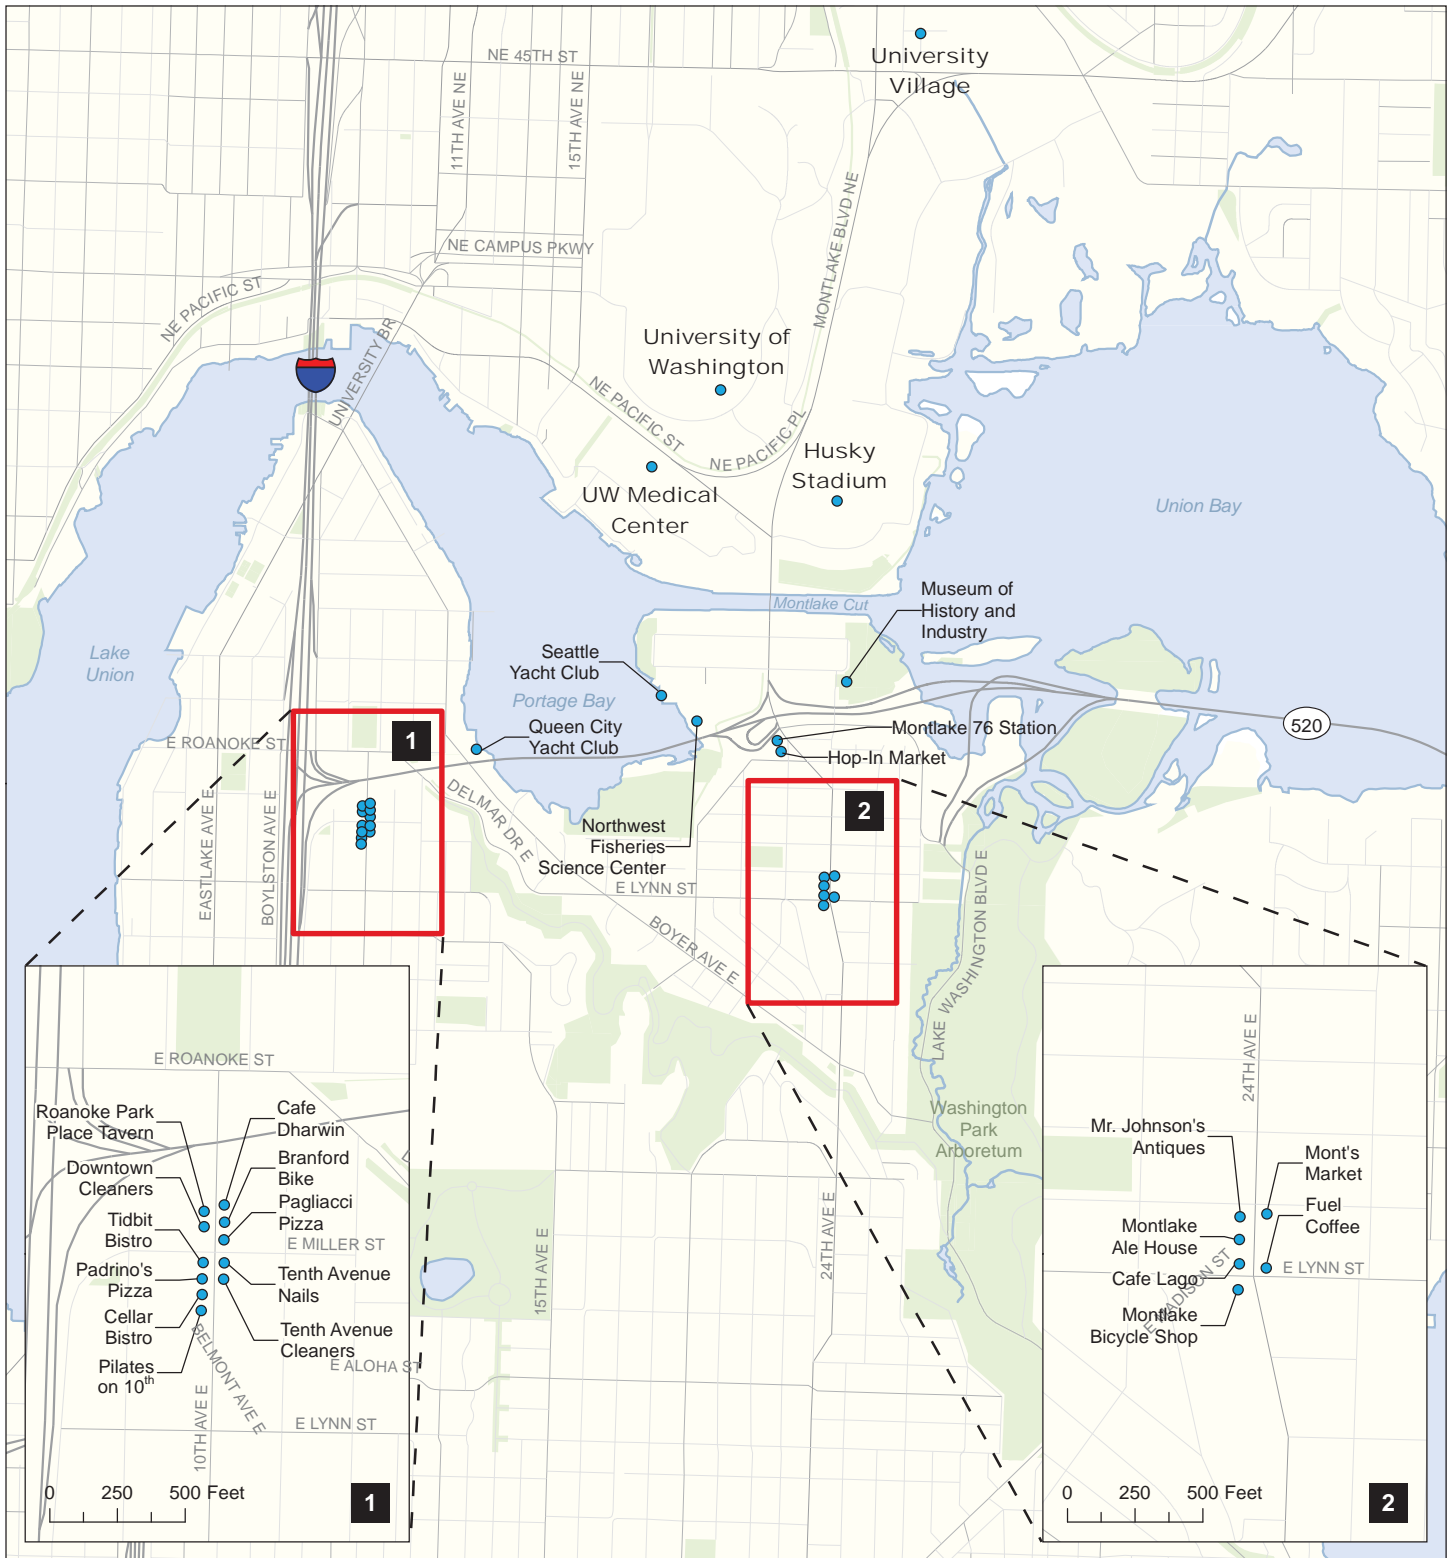 University
Village
NE 45TH ST
11TH AVE NE
15TH AVE NE
MONTLAKE BLVD NE
NE CAMPUS PKWY
NE PACIFIC ST
UNIVERSITY BR
University of
Washington
NE PACIFIC ST
NE PACIFIC PL
Husky
Stadium
UW Medical
Center
Union Bay
Museum of
History and
Industry
Montlake Cut
Lake
Union
Seattle
Yacht Club
Portage Bay
Queen City
Yacht Club
Montlake 76 Station
Hop-In Market
520
E ROANOKE ST
1
2
EASTLAKE AVE E
BOYLSTON AVE E
DELMAR DR E
Northwest
Fisheries
Science Center
E LYNN ST
BOYER AVE E
LAKE WASHINGTON BLVD E
Washington
Park
Arboretum
15TH AVE E
24TH AVE E
E ROANOKE ST
Roanoke Park
Place Tavern
Cafe
Dharwin
Downtown
Cleaners
Branford
Bike
Tidbit
Bistro
Pagliacci
Pizza
E MILLER ST
Padrino's
Pizza
Tenth Avenue
Nails
Cellar
Bistro
Tenth Avenue
Cleaners
Pilates
on 10th
BELMONT AVE E
E ALOHA ST
10TH AVE E
E LYNN ST
0 250 500 Feet
1
24TH AVE E
Mr. Johnson's
Antiques
Mont's
Market
Montlake
Ale House
Fuel
Coffee
Cafe Lago
E MADISON ST
E LYNN ST
Montlake
Bicycle Shop
0 250 500 Feet
2